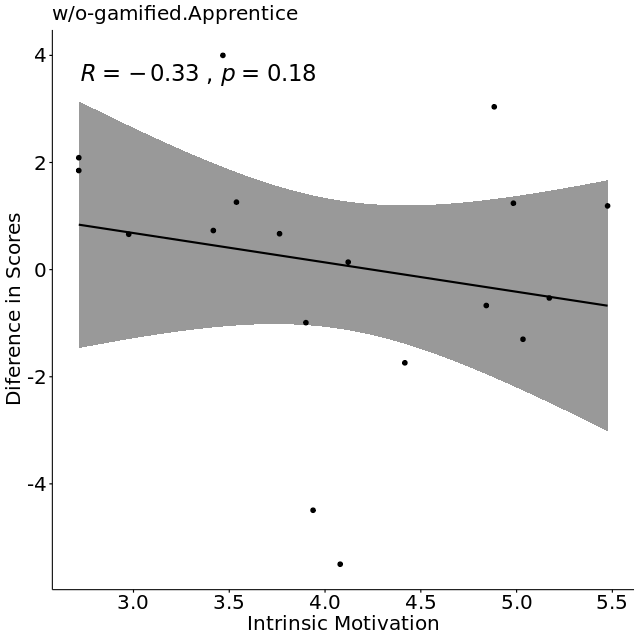 w/o-gamified.Apprentice
R = −0.33 , p = 0.18
4
2
0
-2
-4
Diference in Scores
3.0 3.5 4.0 4.5 5.0 5.5
Intrinsic Motivation